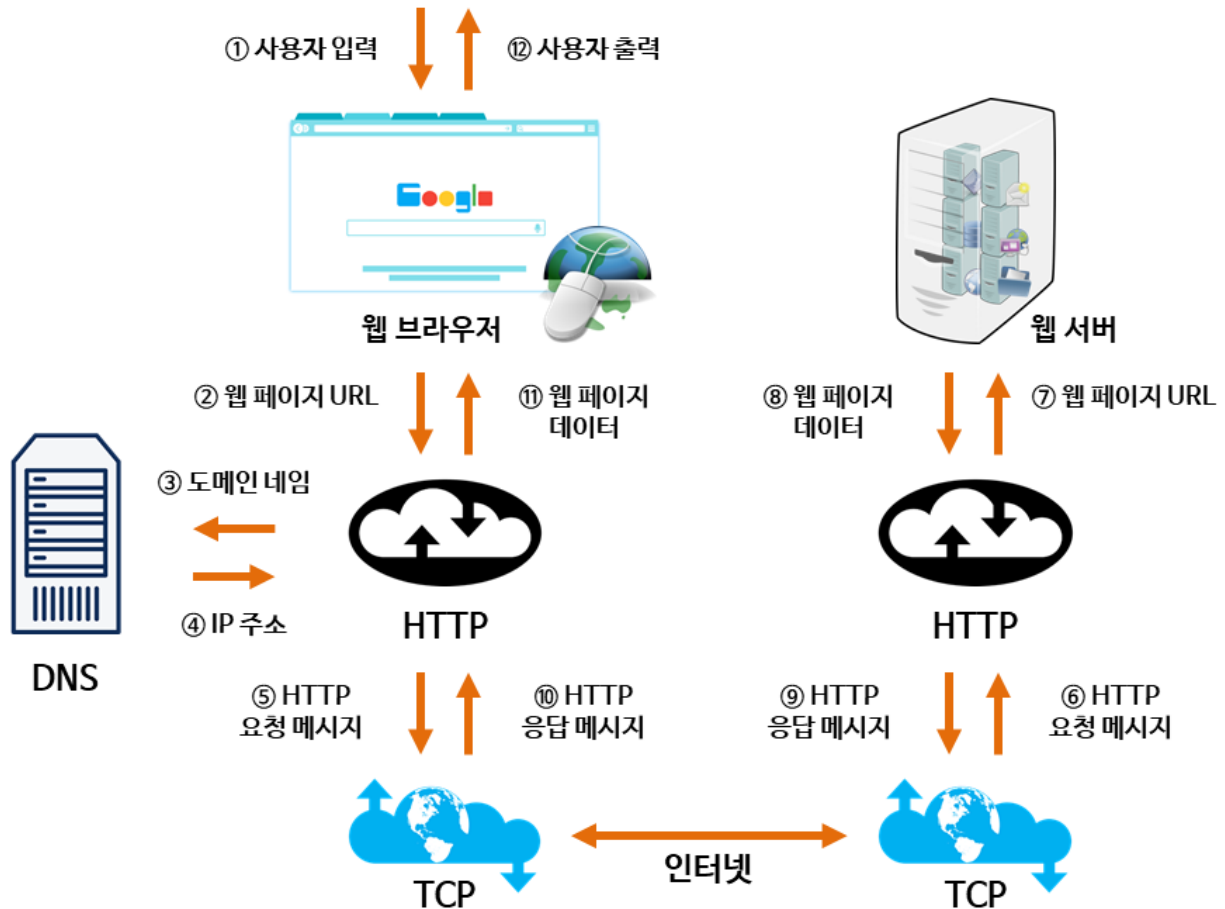 ① 사용자 입력
⑫ 사용자 출력
Google
웹 브라우저
웹 서버
② 웹 페이지 URL
⑪ 웹 페이지
데이터
⑧ 웹 페이지
데이터
⑦ 웹 페이지 URL
③ 도메인 네임
④ IP 주소
DNS
HTTP
HTTP
⑤ HTTP
요청 메시지
⑩ HTTP
응답 메시지
⑨ HTTP
응답 메시지
⑥ HTTP
요청 메시지
인터넷
TCP
TCP